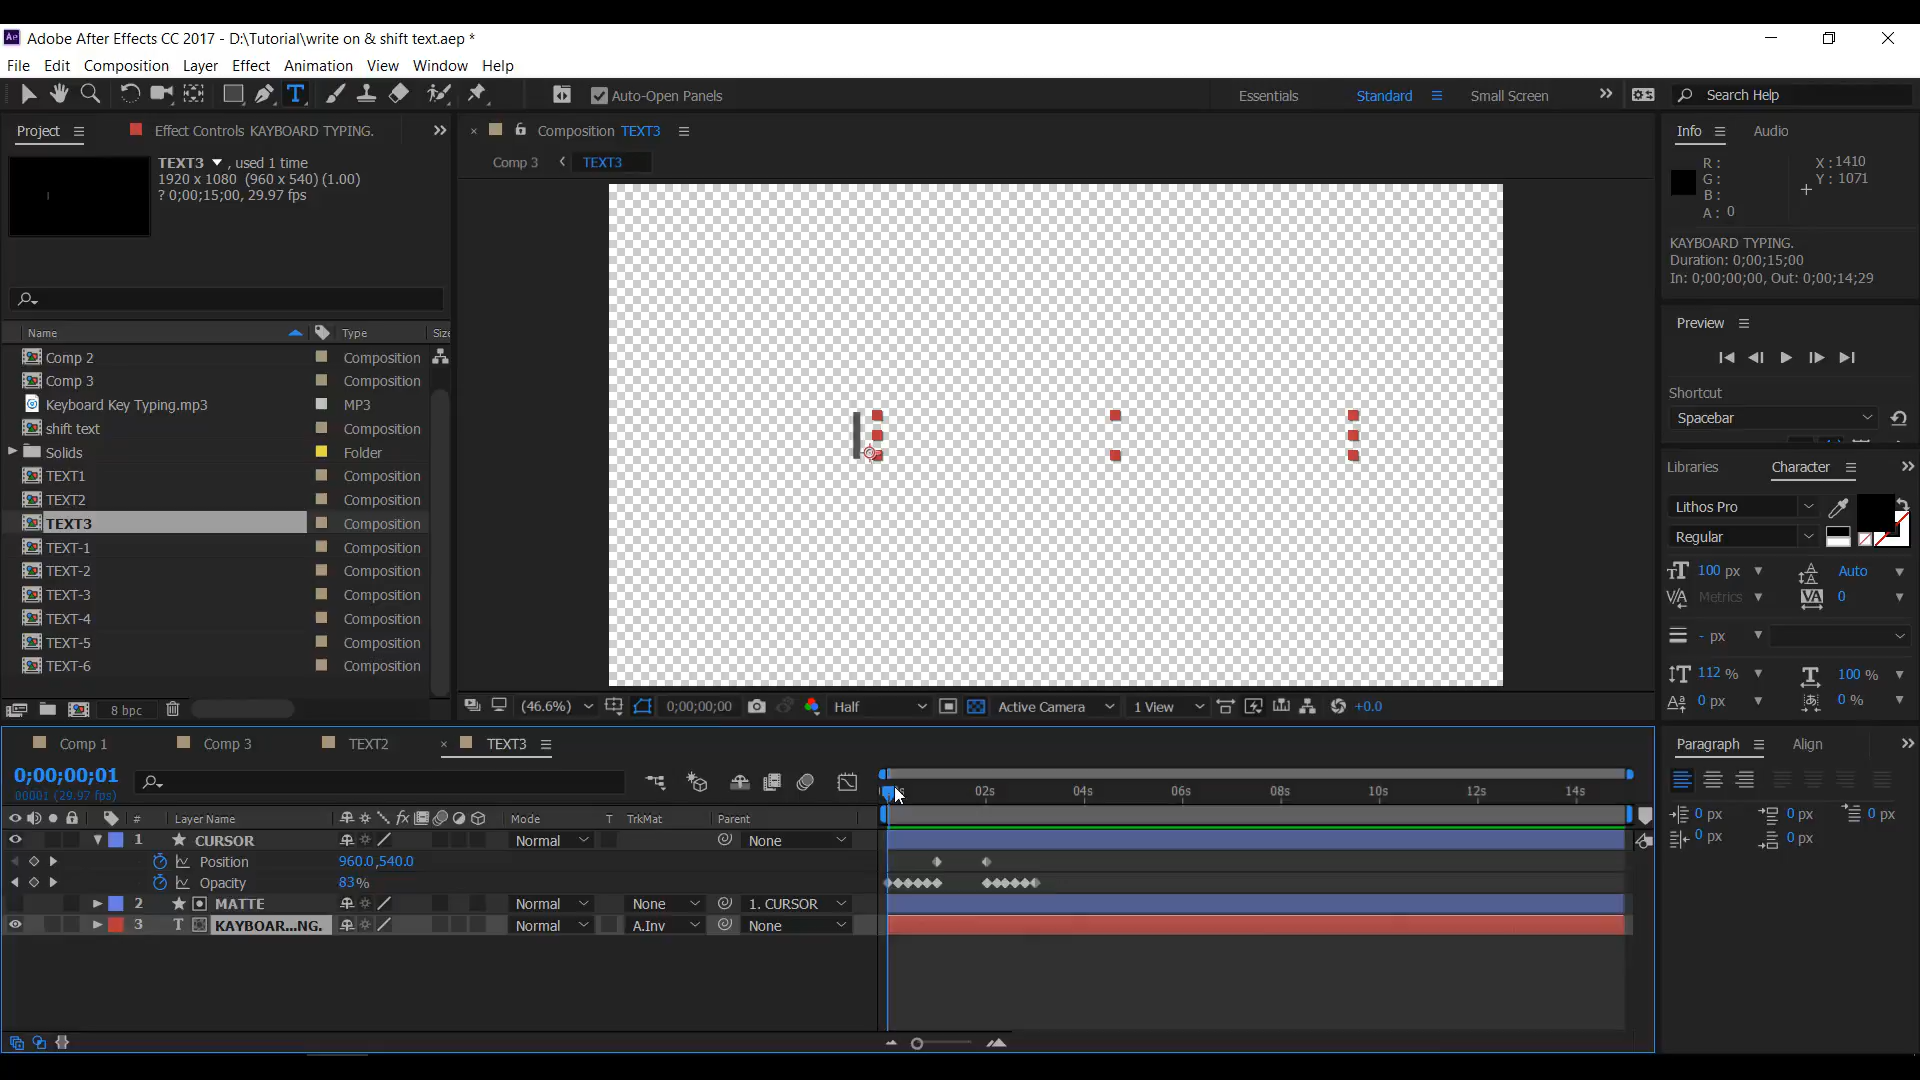 Adobe After Effects CC 2017 - D:\Tutorial\write on & shift text.aep *
File Edit Composition Layer Effect Animation View Window Help
Auto-Open Panels
Essentials Standard Small Screen Search Help
Project Effect Controls KAYBOARD TYPING.
TEXT3 , used 1 time
1920 x 1080 (960 x 540) (1.00)
? 0;00;15;00, 29.97 fps
Name Type Size
Comp 2 Composition
Comp 3 Composition
Keyboard Key Typing.mp3 MP3
shift text Composition
Solids Folder
TEXT1 Composition
TEXT2 Composition
TEXT3 Composition
TEXT-1 Composition
TEXT-2 Composition
TEXT-3 Composition
TEXT-4 Composition
TEXT-5 Composition
TEXT-6 Composition
8 bpc
Composition TEXT3
Comp 3 TEXT3
(46.6%) 0;00;00;00 Half Active Camera 1 View +0.0
Info Audio
R : X : 1410
G : Y : 1071
B :
A : 0
KAYBOARD TYPING.
Duration: 0;00;15;00
In: 0;00;00;00, Out: 0;00;14;29
Preview
Shortcut
Spacebar
Libraries Character
Lithos Pro
Regular
100 px Auto
Metrics 0
- px
112 % 100 %
0 px 0 %
Paragraph Align
0 px 0 px 0 px
0 px 0 px
Comp 1 Comp 3 TEXT2 TEXT3
0;00;00;01
00001 (29.97 fps)
02s 04s 06s 08s 10s 12s 14s
# Layer Name Mode T TrkMat Parent
1 CURSOR Normal None
Position 960.0,540.0
Opacity 83%
2 MATTE Normal None 1. CURSOR
3 T KAYBOAR...NG. Normal A.Inv None